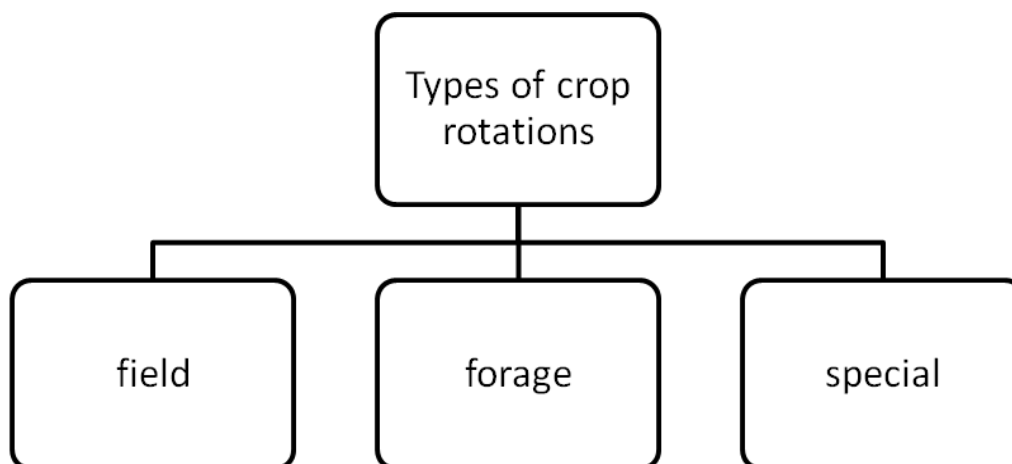 Types of crop
rotations
field
forage
special